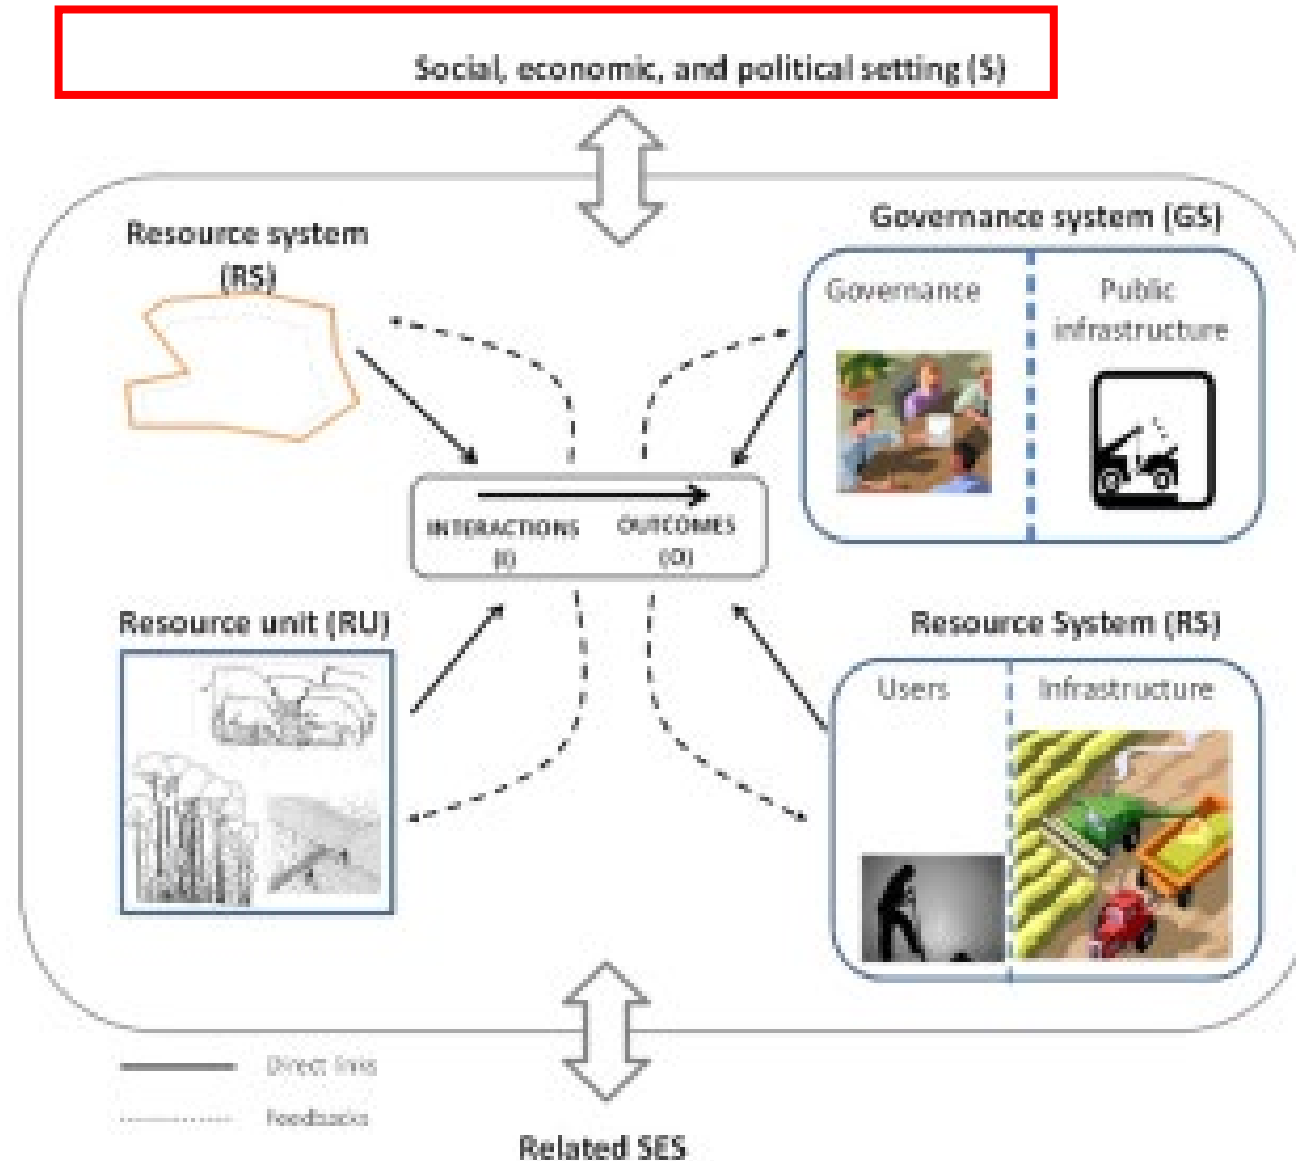 Social, economic, and political setting (S)
Resource system
(RS)
Governance system (GS)
Governance
Public
infrastructure
INTERACTIONS
(I)
OUTCOMES
(O)
Resource unit (RU)
Resource System (RS)
Users
Infrastructure
Direct links
Feedbacks
Related SES